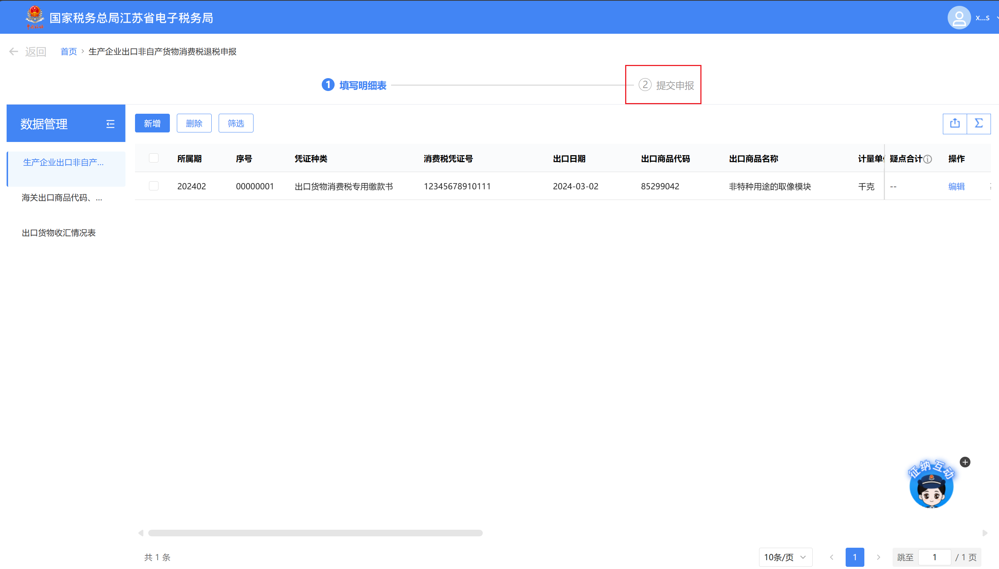 国家税务总局江苏省电子税务局
x...s
返回 首页 > 生产企业出口非自产货物消费税退税申报
1 填写明细表
2 提交申报
数据管理
新增 删除 筛选
生产企业出口非自产...
海关出口商品代码、...
出口货物收汇情况表
所属期 序号 凭证种类 消费税凭证号 出口日期 出口商品代码 出口商品名称 计量单 疑点合计 操作
202402 00000001 出口货物消费税专用缴款书 12345678910111 2024-03-02 85299042 非特种用途的取像模块 千克 -- 编辑
征纳互动
共 1 条
10条/页 < 1 > 跳至 1 / 1 页